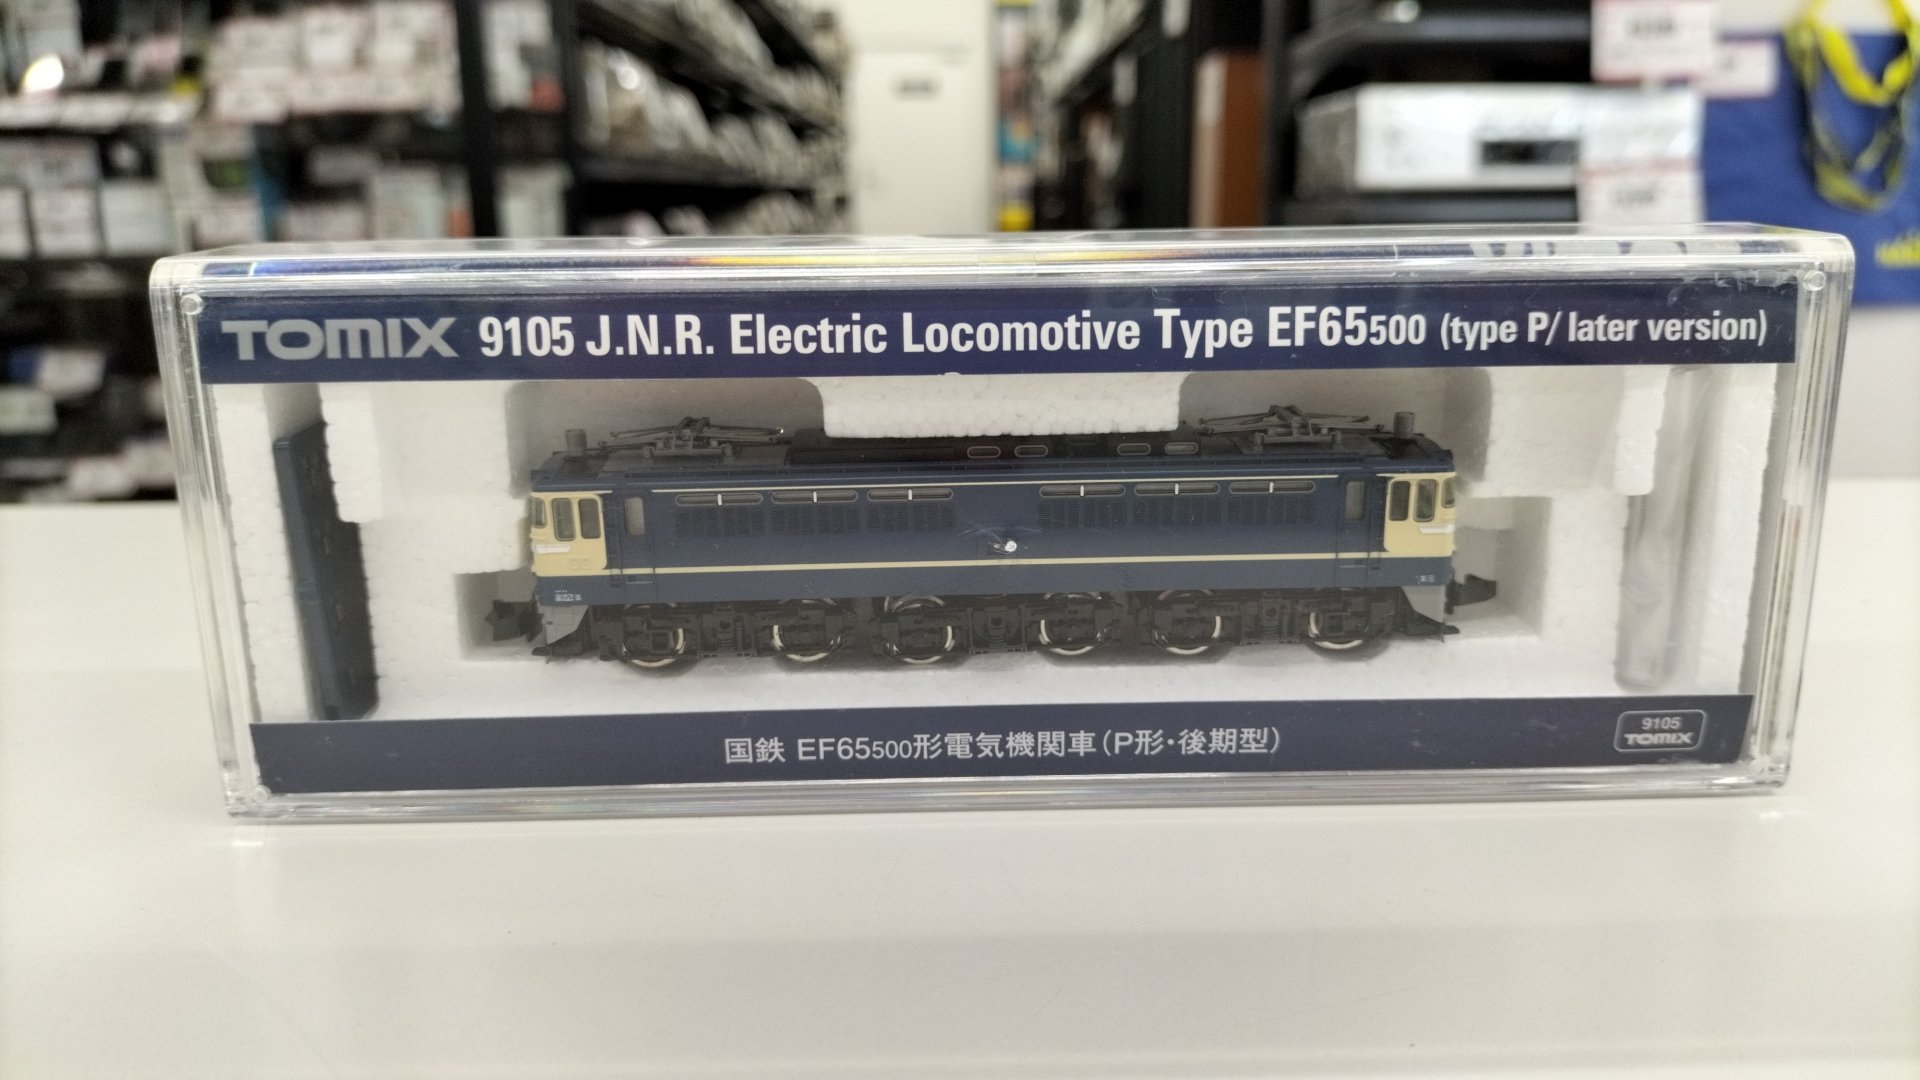 TOMIX 9105 J.N.R. Electric Locomotive Type EF65500 (type P/ later version)
国鉄 EF65500形電気機関車(P形・後期型)
9105
TOMIX